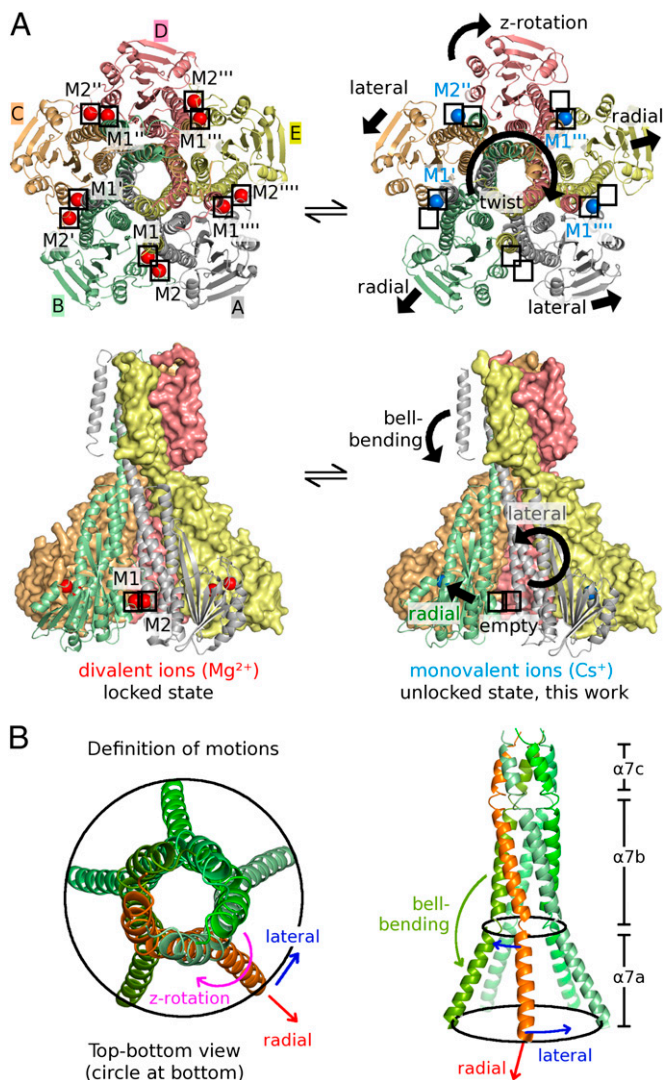 A
D
z-rotation
M2''
M2'''
M2''
lateral
C
E
radial
M1''
M1'''
M1'''
M1'
M2''''
M1'
twist
M2'
M1
M1''''
M1''''
M2
radial
lateral
B
A
bell-
bending
lateral
M1
M2
radial
empty
divalent ions (Mg²⁺)
locked state
monovalent ions (Cs⁺)
unlocked state, this work
B
Definition of motions
α7c
α7b
bell-
bending
lateral
z-rotation
radial
α7a
Top-bottom view
(circle at bottom)
radial
lateral